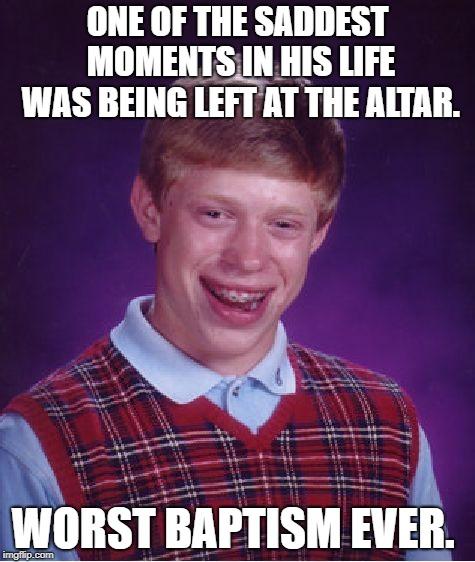 ONE OF THE SADDEST
MOMENTS IN HIS LIFE
WAS BEING LEFT AT THE ALTAR.
WORST BAPTISM EVER.
imgflip.com